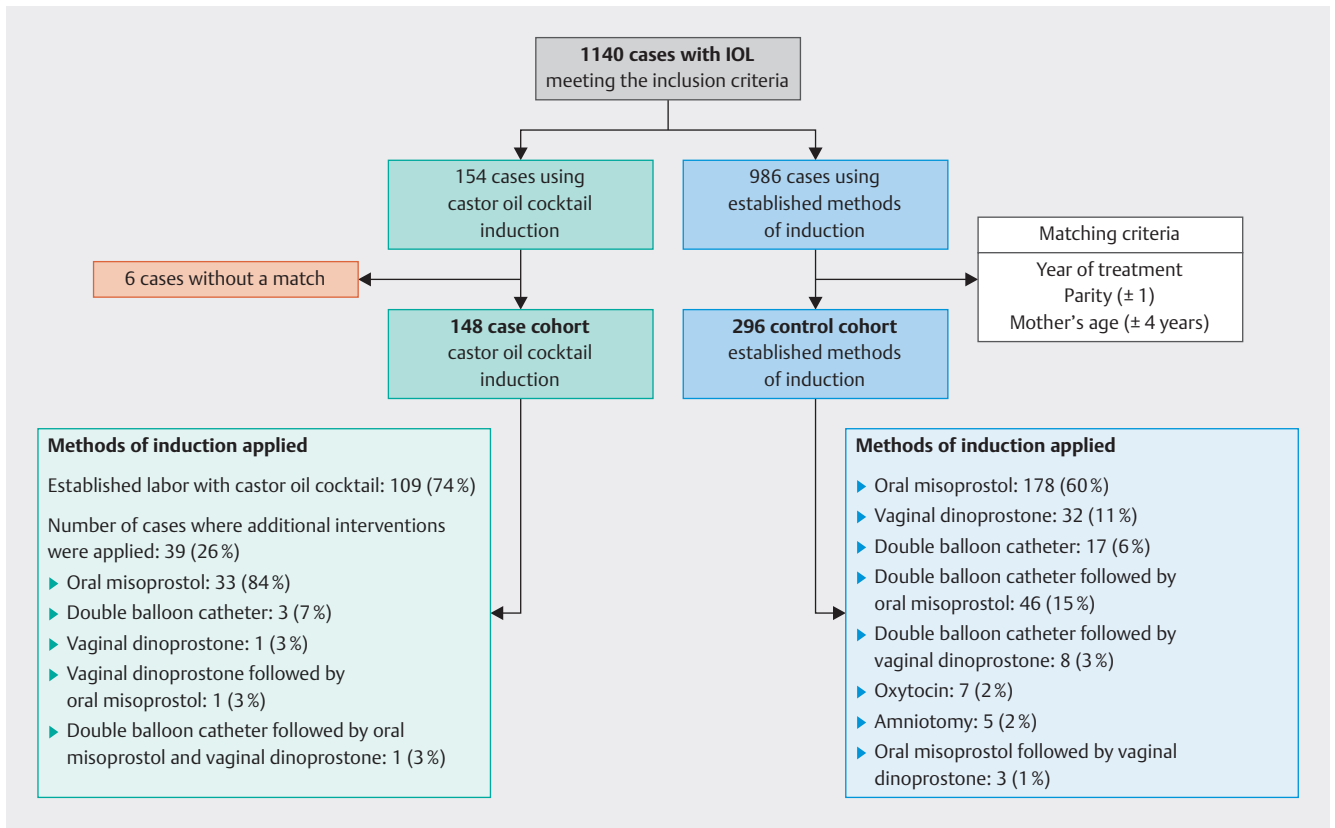 1140 cases with IOL
meeting the inclusion criteria
154 cases using
castor oil cocktail
induction
986 cases using
established methods
of induction
Matching criteria
Year of treatment
Parity (± 1)
Mother's age (± 4 years)
6 cases without a match
148 case cohort
castor oil cocktail
induction
296 control cohort
established methods
of induction
Methods of induction applied
Established labor with castor oil cocktail: 109 (74 %)
Number of cases where additional interventions
were applied: 39 (26 %)
Oral misoprostol: 33 (84 %)
Double balloon catheter: 3 (7 %)
Vaginal dinoprostone: 1 (3 %)
Vaginal dinoprostone followed by
oral misoprostol: 1 (3 %)
Double balloon catheter followed by oral
misoprostol and vaginal dinoprostone: 1 (3 %)
Methods of induction applied
Oral misoprostol: 178 (60 %)
Vaginal dinoprostone: 32 (11 %)
Double balloon catheter: 17 (6 %)
Double balloon catheter followed by
oral misoprostol: 46 (15 %)
Double balloon catheter followed by
vaginal dinoprostone: 8 (3 %)
Oxytocin: 7 (2 %)
Amniotomy: 5 (2 %)
Oral misoprostol followed by vaginal
dinoprostone: 3 (1 %)